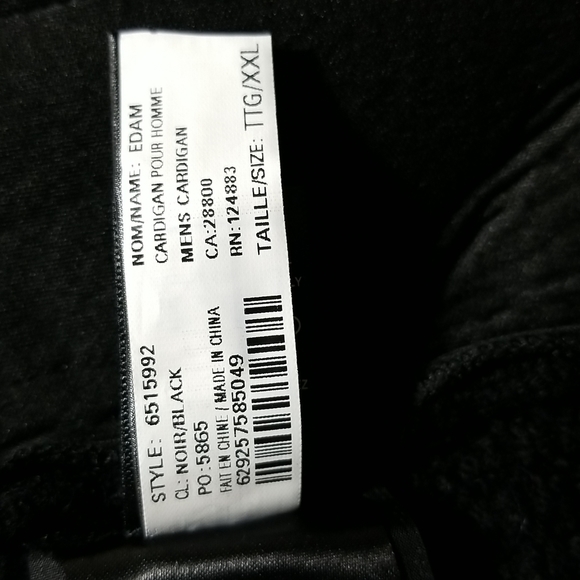 NOM/NAME: EDAM
CARDIGAN POUR HOMME
MENS CARDIGAN
CA:28800
RN:124883
TAILLE/SIZE: TTG/XXL
STYLE: 6515992
CL: NOIR/BLACK
PO:5865
FAIT EN CHINE / MADE IN CHINA
629257585049